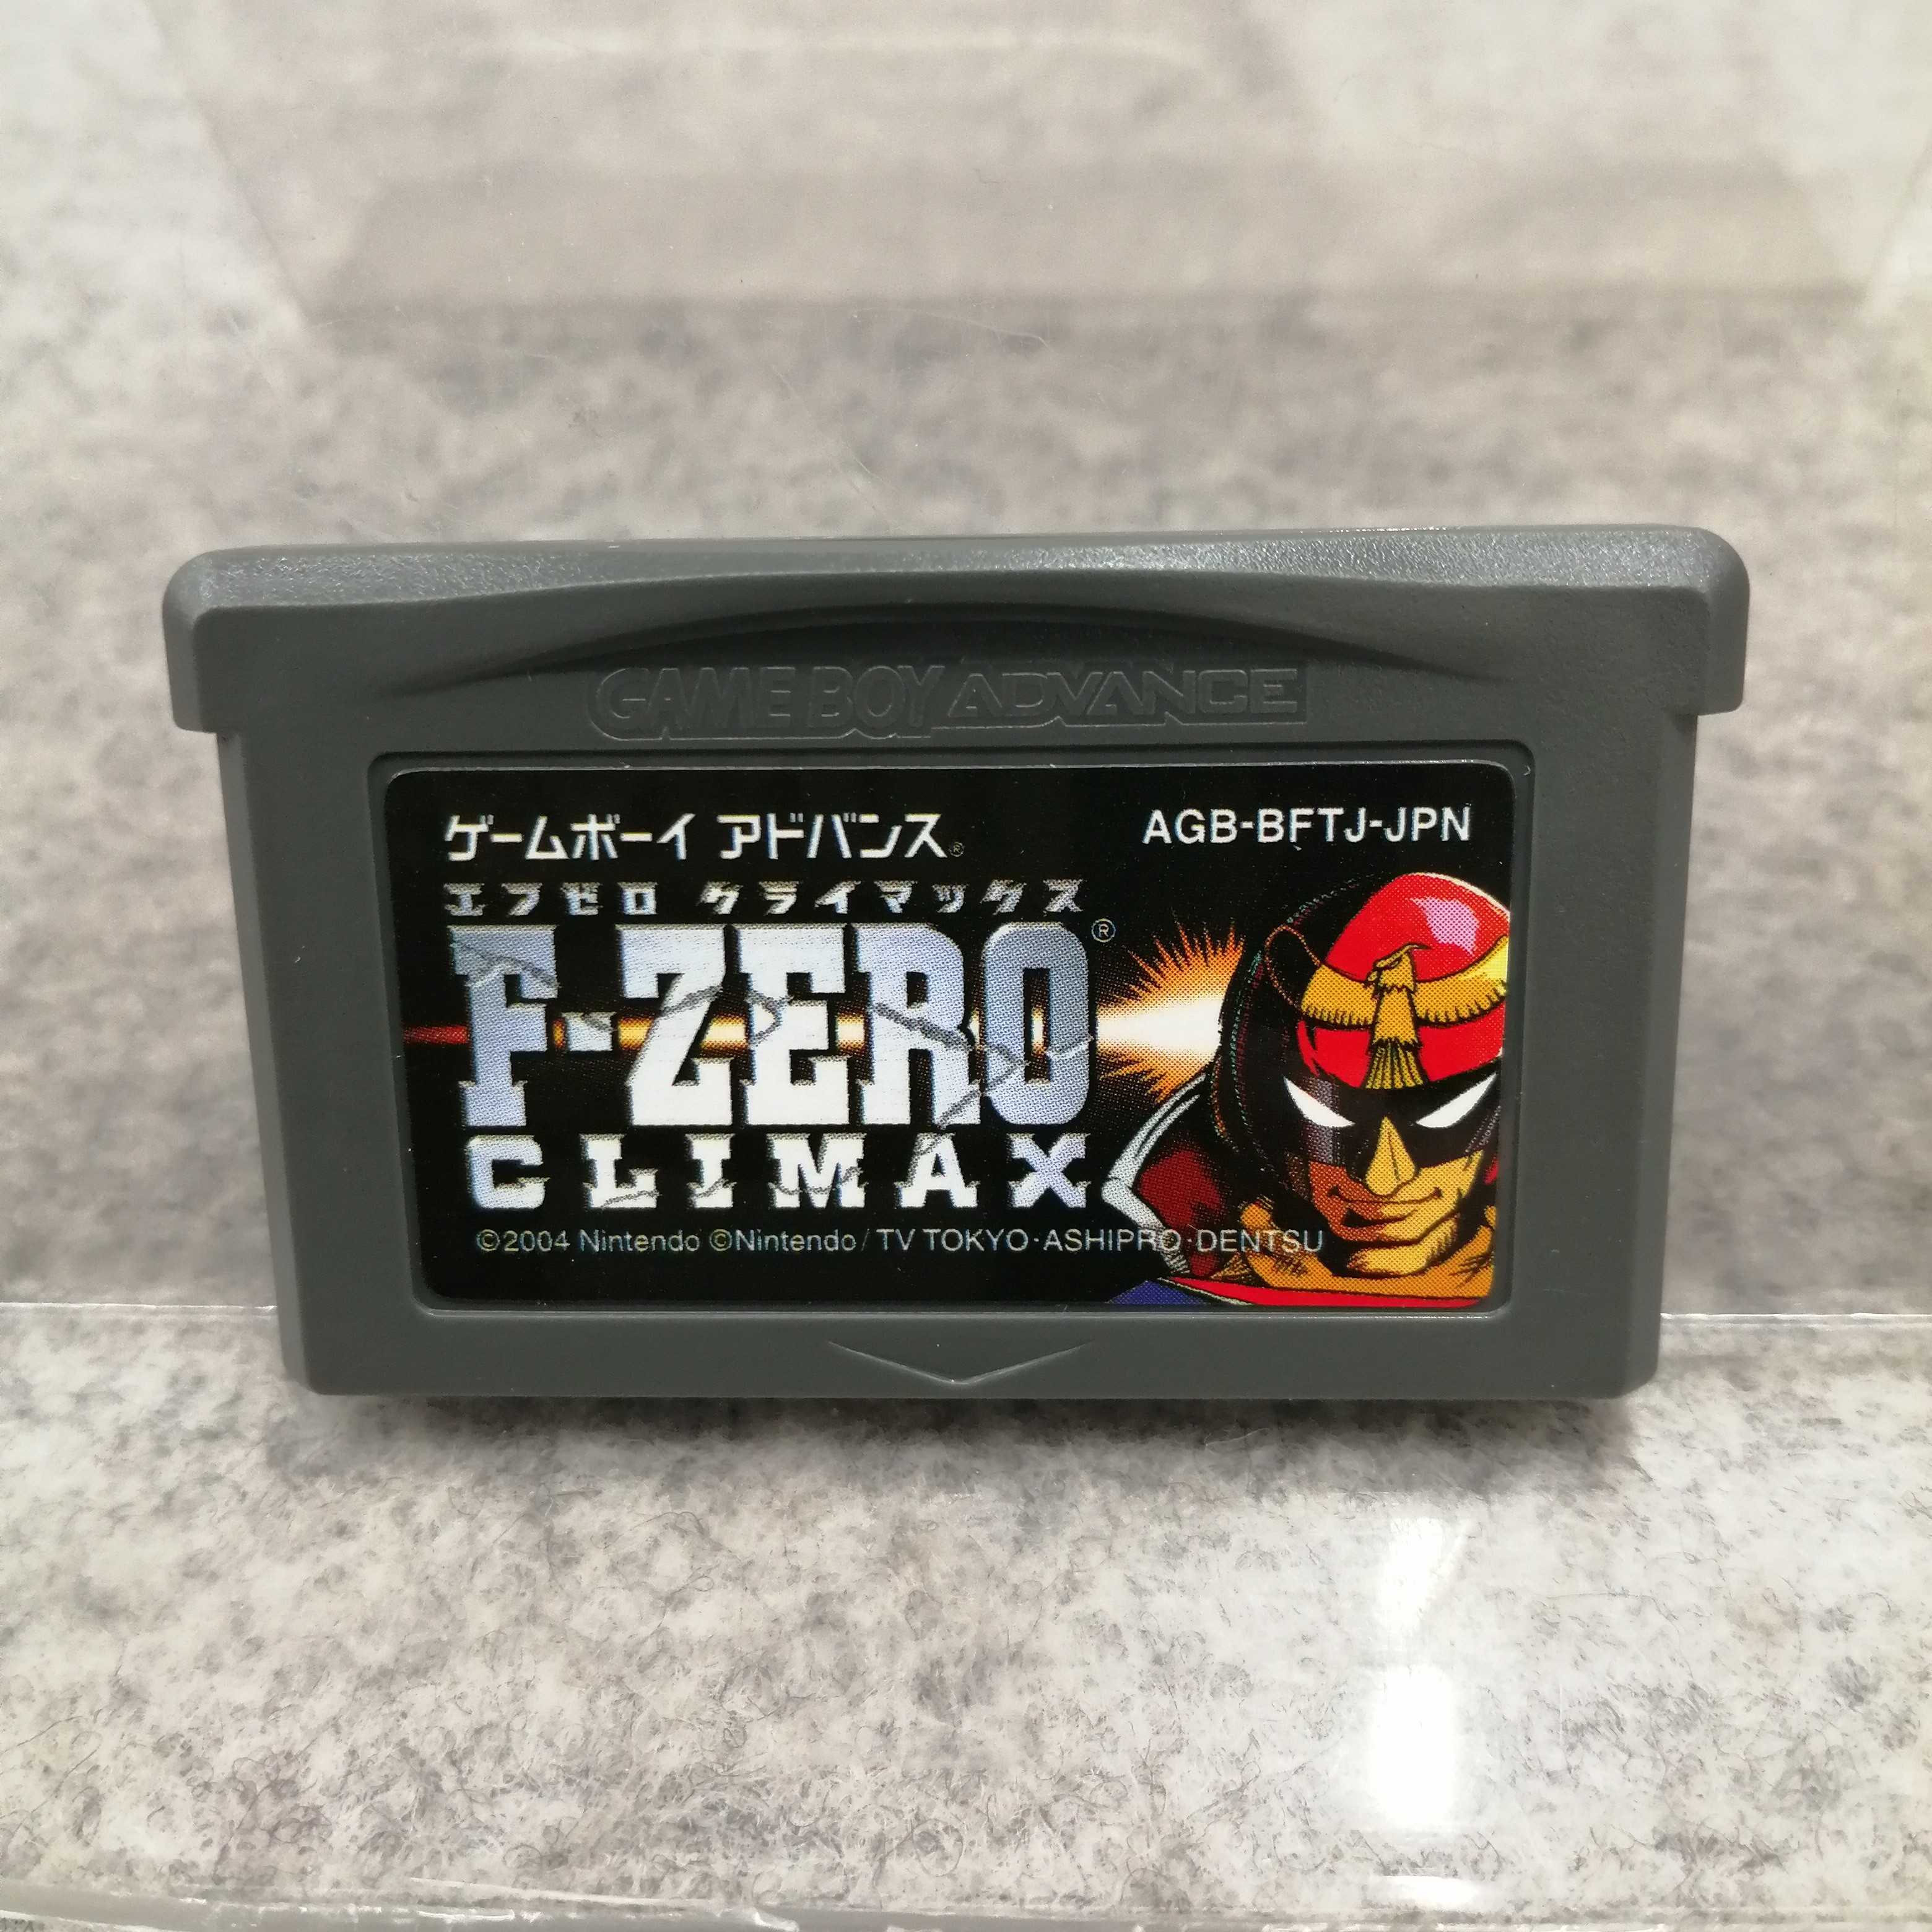 GAME BOY ADVANCE
ゲームボーイ アドバンス® AGB-BFTJ-JPN
エフゼロ クライマックス
F-ZERO®
CLIMAX
©2004 Nintendo ©Nintendo/TV TOKYO·ASHIPRO·DENTSU